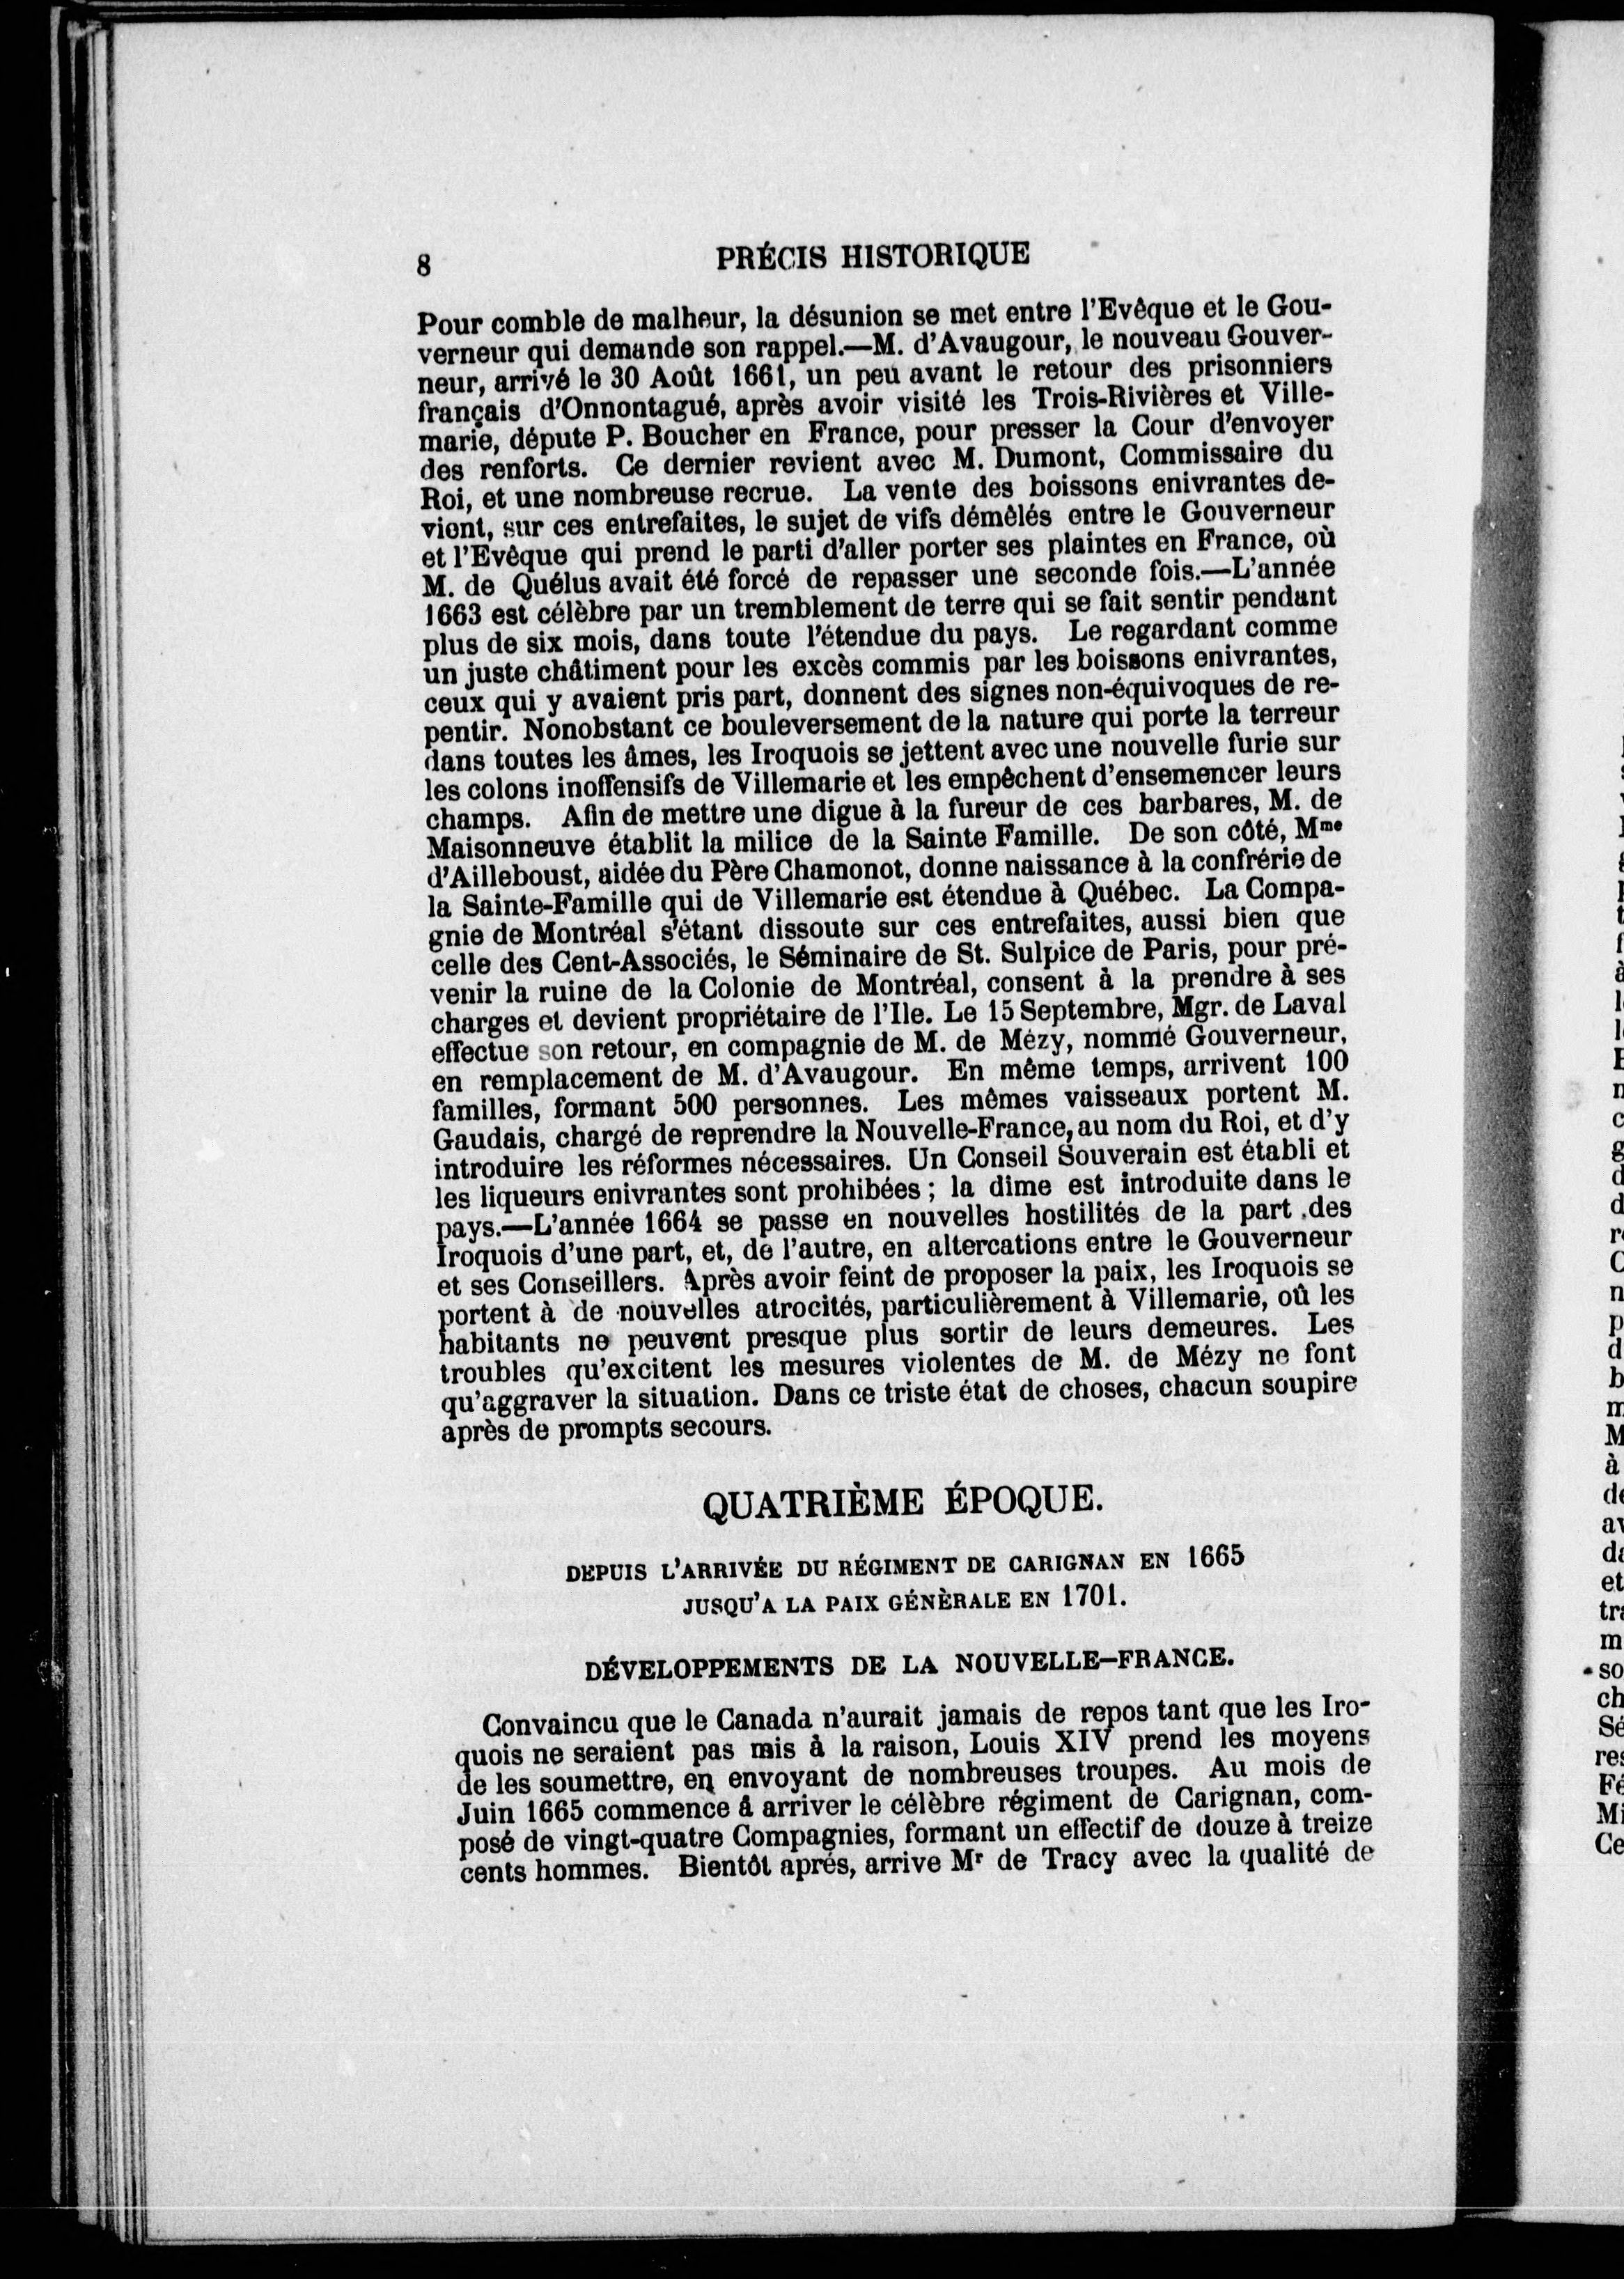 8 PRÉCIS HISTORIQUE
Pour comble de malheur, la désunion se met entre l'Evêque et le Gou-
verneur qui demande son rappel.—M. d'Avaugour, le nouveau Gouver-
neur, arrivé le 30 Août 1661, un peu avant le retour des prisonniers
français d'Onnontagué, après avoir visité les Trois-Rivières et Ville-
marie, députe P. Boucher en France, pour presser la Cour d'envoyer
des renforts. Ce dernier revient avec M. Dumont, Commissaire du
Roi, et une nombreuse recrue. La vente des boissons enivrantes de-
vient, sur ces entrefaites, le sujet de vifs démêlés entre le Gouverneur
et l'Evêque qui prend le parti d'aller porter ses plaintes en France, où
M. de Quélus avait été forcé de repasser une seconde fois.—L'année
1663 est célèbre par un tremblement de terre qui se fait sentir pendant
plus de six mois, dans toute l'étendue du pays. Le regardant comme
un juste châtiment pour les excès commis par les boissons enivrantes,
ceux qui y avaient pris part, donnent des signes non-équivoques de re-
pentir. Nonobstant ce bouleversement de la nature qui porte la terreur
dans toutes les âmes, les Iroquois se jettent avec une nouvelle furie sur
les colons inoffensifs de Villemarie et les empêchent d'ensemencer leurs
champs. Afin de mettre une digue à la fureur de ces barbares, M. de
Maisonneuve établit la milice de la Sainte Famille. De son côté, Mme
d'Ailleboust, aidée du Père Chamonot, donne naissance à la confrérie de
la Sainte-Famille qui de Villemarie est étendue à Québec. La Compa-
gnie de Montréal s'étant dissoute sur ces entrefaites, aussi bien que
celle des Cent-Associés, le Séminaire de St. Sulpice de Paris, pour pré-
venir la ruine de la Colonie de Montréal, consent à la prendre à ses
charges et devient propriétaire de l'Ile. Le 15 Septembre, Mgr. de Laval
effectue son retour, en compagnie de M. de Mézy, nommé Gouverneur,
en remplacement de M. d'Avaugour. En même temps, arrivent 100
familles, formant 500 personnes. Les mêmes vaisseaux portent M.
Gaudais, chargé de reprendre la Nouvelle-France, au nom du Roi, et d'y
introduire les réformes nécessaires. Un Conseil Souverain est établi et
les liqueurs enivrantes sont prohibées ; la dime est introduite dans le
pays.—L'année 1664 se passe en nouvelles hostilités de la part des
Iroquois d'une part, et, de l'autre, en altercations entre le Gouverneur
et ses Conseillers. Après avoir feint de proposer la paix, les Iroquois se
portent à de nouvelles atrocités, particulièrement à Villemarie, oû les
habitants ne peuvent presque plus sortir de leurs demeures. Les
troubles qu'excitent les mesures violentes de M. de Mézy ne font
qu'aggraver la situation. Dans ce triste état de choses, chacun soupire
après de prompts secours.
QUATRIÈME ÉPOQUE.
DEPUIS L'ARRIVÉE DU RÉGIMENT DE CARIGNAN EN 1665
JUSQU'A LA PAIX GÉNÈRALE EN 1701.
DÉVELOPPEMENTS DE LA NOUVELLE-FRANCE.
Convaincu que le Canada n'aurait jamais de repos tant que les Iro-
quois ne seraient pas mis à la raison, Louis XIV prend les moyens
de les soumettre, en envoyant de nombreuses troupes. Au mois de
Juin 1665 commence â arriver le célèbre régiment de Carignan, com-
posé de vingt-quatre Compagnies, formant un effectif de douze à treize
cents hommes. Bientôt aprés, arrive Mr de Tracy avec la qualité de